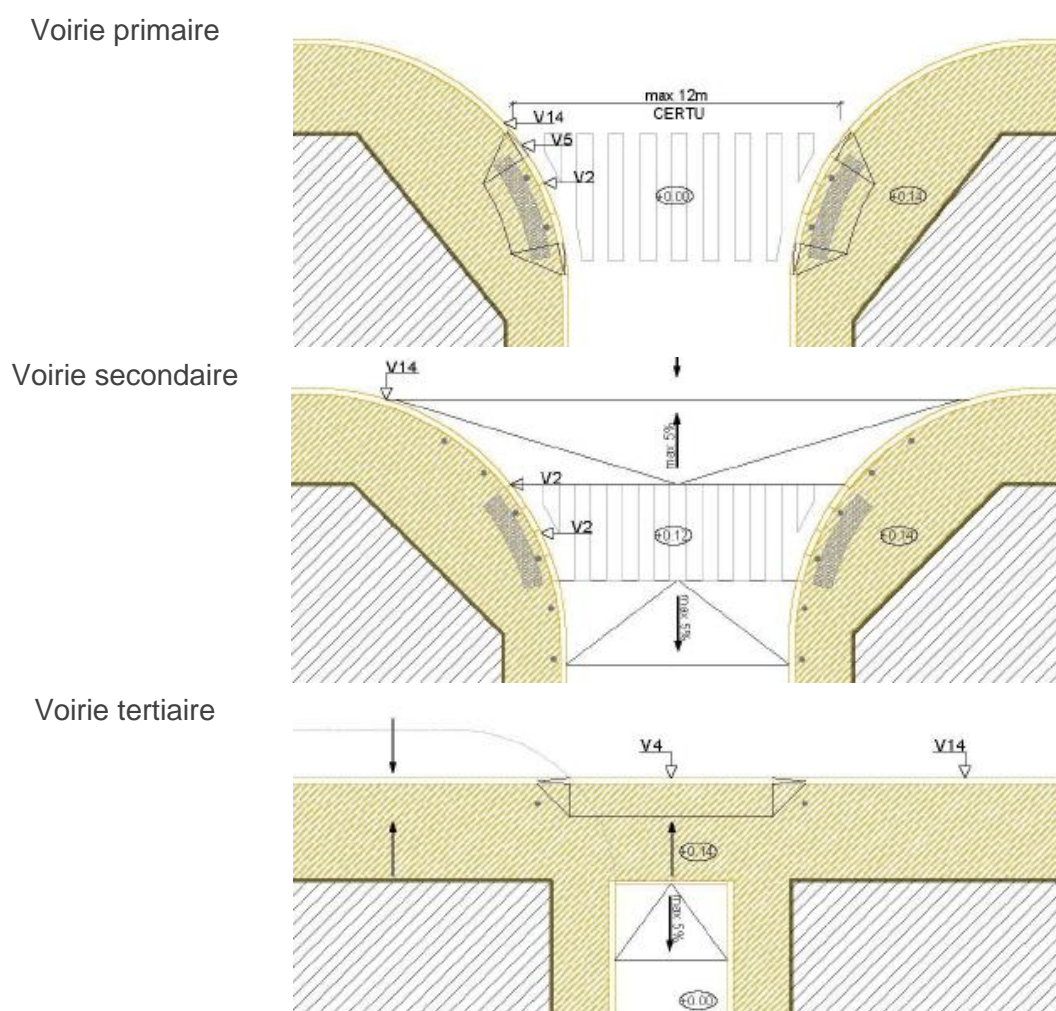 Voirie primaire
max 12m
CERTU
V14
V5
V2
+0.00
+0.14
Voirie secondaire
V14
max 5%
V2
V2
+0.12
+0.14
max 5%
Voirie tertiaire
V4
V14
+0.14
max 5%
+0.00